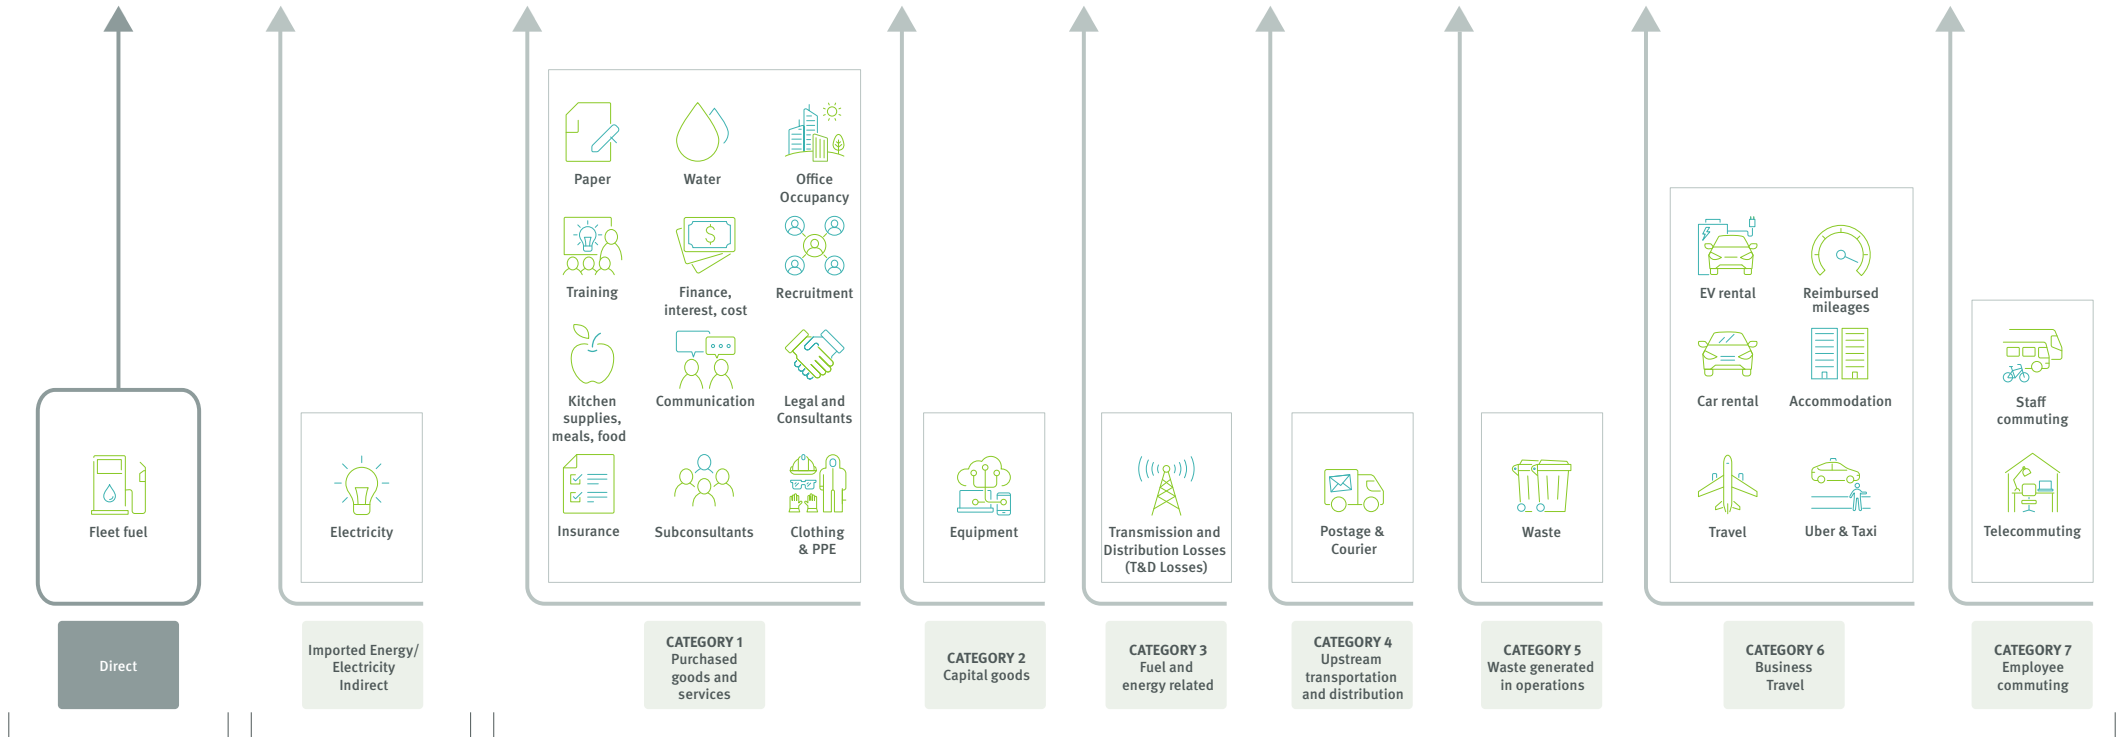 Fleet fuel
Direct
Electricity
Imported Energy/
Electricity
Indirect
Paper
Water
Office
Occupancy
Training
Finance,
interest, cost
Recruitment
Kitchen
supplies,
meals, food
Communication
Legal and
Consultants
Insurance
Subconsultants
Clothing
& PPE
$
CATEGORY 1
Purchased
goods and
services
Equipment
CATEGORY 2
Capital goods
Transmission and
Distribution Losses
(T&D Losses)
CATEGORY 3
Fuel and
energy related
Postage &
Courier
CATEGORY 4
Upstream
transportation
and distribution
Waste
CATEGORY 5
Waste generated
in operations
EV rental
Reimbursed
mileages
Car rental
Accommodation
Travel
Uber & Taxi
CATEGORY 6
Business
Travel
Staff
commuting
Telecommuting
CATEGORY 7
Employee
commuting